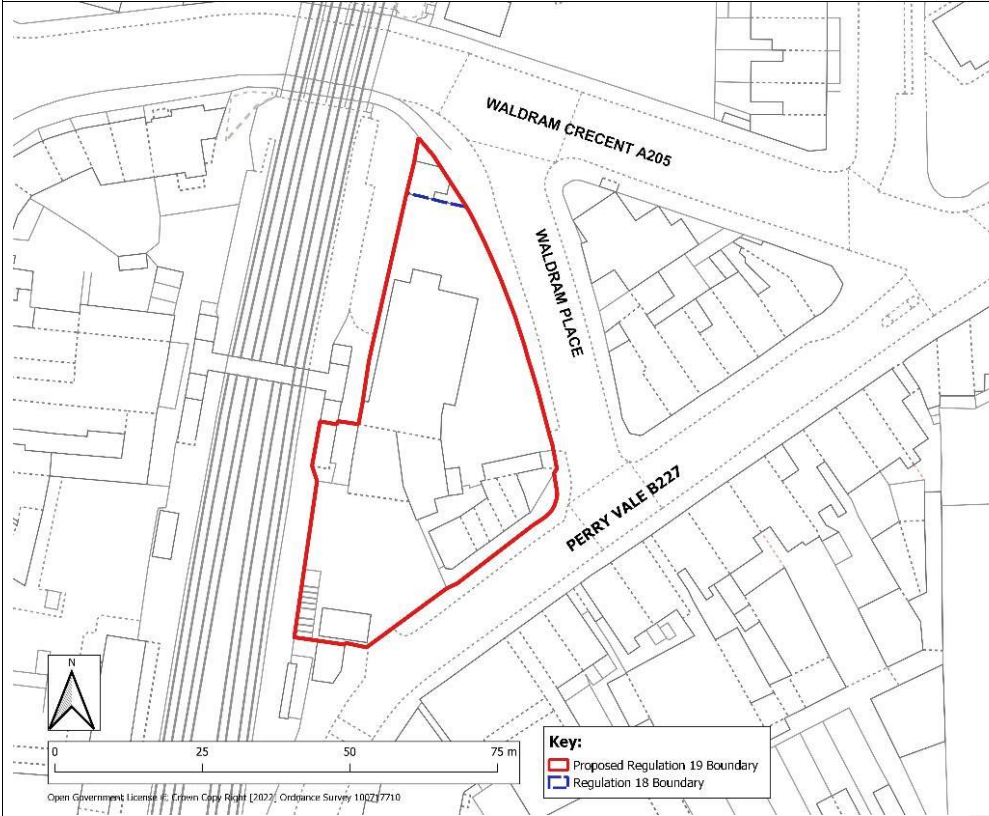 WALDRAM CRECENT A205
WALDRAM PLACE
PERRY VALE B227
N
0 25 50 75 m
Key:
Proposed Regulation 19 Boundary
Regulation 18 Boundary
Open Government License ©, Crown Copy Right [2022] Ordnance Survey 100717710